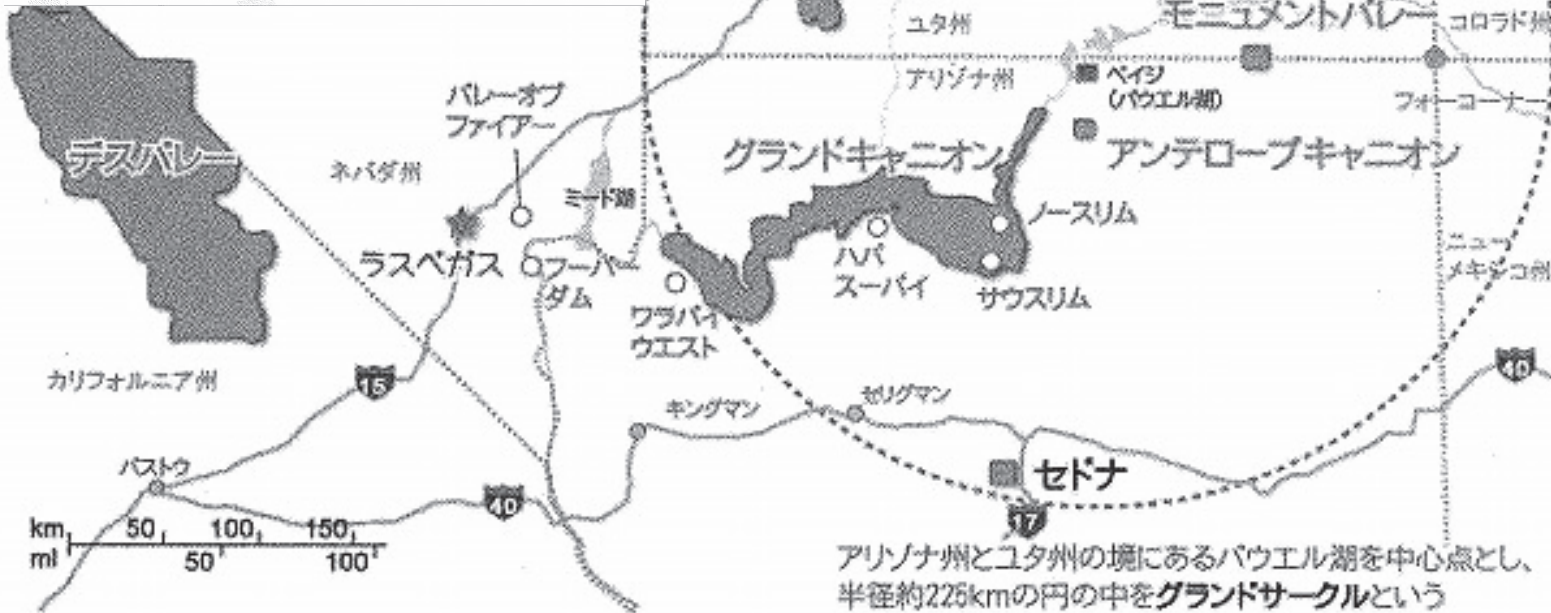 ユタ州
モニュメントバレー
コロラド州
アリゾナ州
ペイジ
(パウエル湖)
フォーコーナー
バレーオブ
ファイアー
デスバレー
ネバダ州
グランドキャニオン
アンテロープキャニオン
ミード湖
ノースリム
ラスベガス
フーバー
ダム
ハバ
スーパイ
サウスリム
ニュー
メキシコ州
ワラパイ
ウエスト
カリフォルニア州
15
40
キングマン
セリグマン
バストウ
セドナ
40
17
km 50 100 150
ml 50 100
アリゾナ州とユタ州の境にあるパウエル湖を中心点とし、
半径約225kmの円の中をグランドサークルという